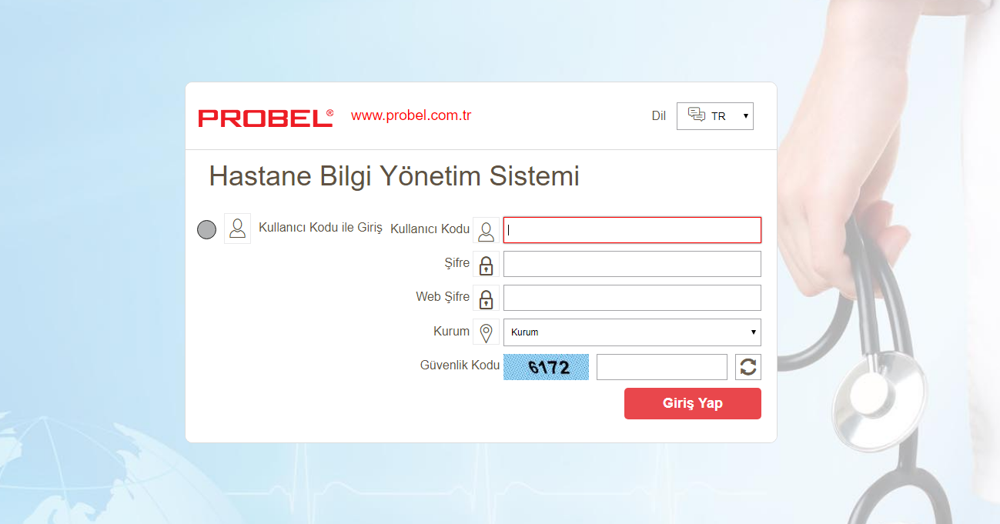 PROBEL® www.probel.com.tr Dil TR
Hastane Bilgi Yönetim Sistemi
Kullanıcı Kodu ile Giriş Kullanıcı Kodu
Şifre
Web Şifre
Kurum Kurum
Güvenlik Kodu 6172
Giriş Yap